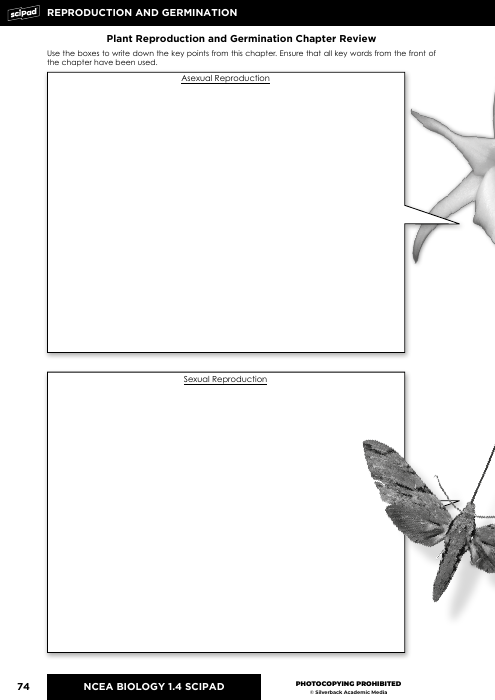 scipad REPRODUCTION AND GERMINATION
Plant Reproduction and Germination Chapter Review
Use the boxes to write down the key points from this chapter. Ensure that all key words from the front of
the chapter have been used.
Asexual Reproduction
Sexual Reproduction
74 NCEA BIOLOGY 1.4 SCIPAD
PHOTOCOPYING PROHIBITED
© Silverback Academic Media